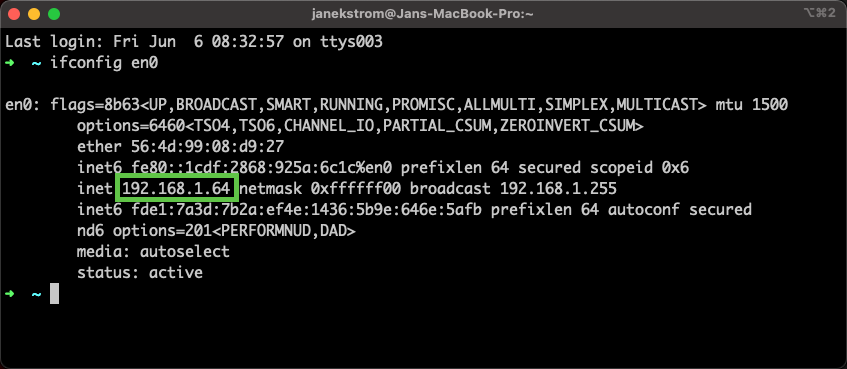 janekstrom@Jans-MacBook-Pro:~
⌥⌘2
Last login: Fri Jun  6 08:32:57 on ttys003
➜  ~ ifconfig en0
en0: flags=8b63<UP,BROADCAST,SMART,RUNNING,PROMISC,ALLMULTI,SIMPLEX,MULTICAST> mtu 1500
        options=6460<TSO4,TSO6,CHANNEL_IO,PARTIAL_CSUM,ZEROINVERT_CSUM>
        ether 56:4d:99:08:d9:27
        inet6 fe80::1cdf:2868:925a:6c1c%en0 prefixlen 64 secured scopeid 0x6
        inet 192.168.1.64 netmask 0xffffff00 broadcast 192.168.1.255
        inet6 fde1:7a3d:7b2a:ef4e:1436:5b9e:646e:5afb prefixlen 64 autoconf secured
        nd6 options=201<PERFORMNUD,DAD>
        media: autoselect
        status: active
➜  ~